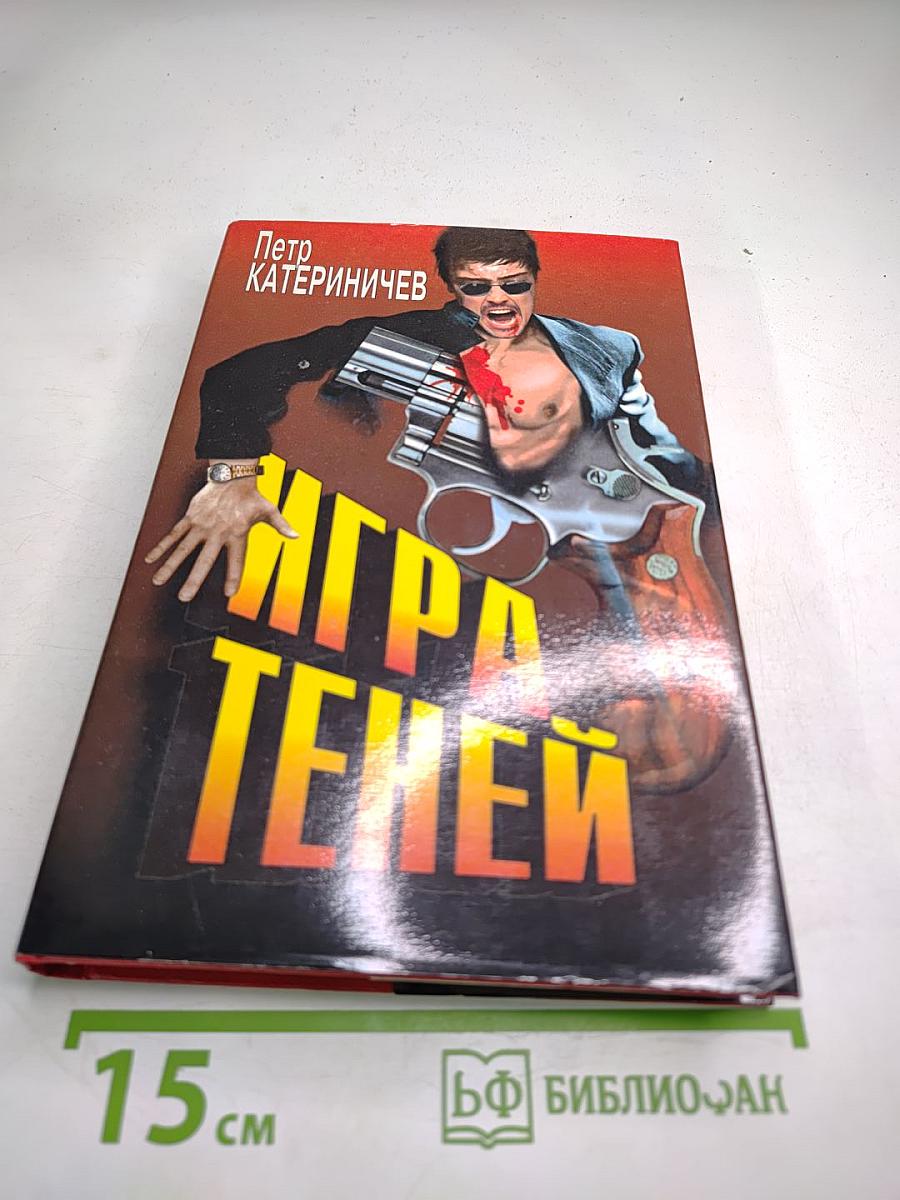 Петр
КАТЕРИНИЧЕВ
ИГРА
ТЕНЕЙ
15 см
БФ БИБЛИОФАН